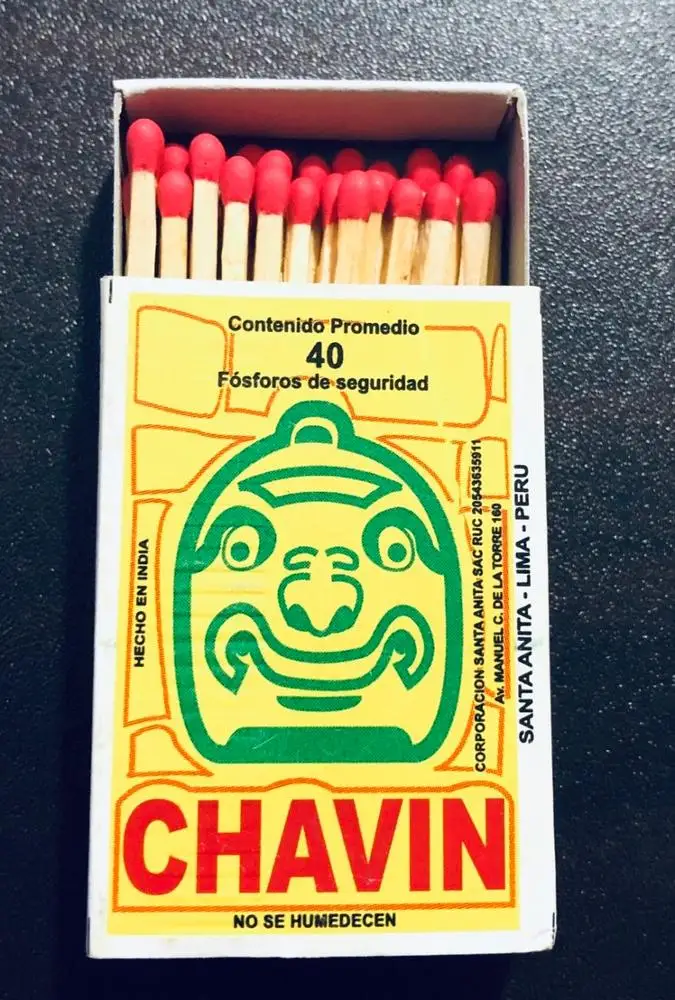 Contenido Promedio
40
Fósforos de seguridad
HECHO EN INDIA
CORPORACION SANTA ANITA SAC RUC 20543635911
Av. MANUEL C. DE LA TORRE 160
SANTA ANITA - LIMA - PERU
CHAVIN
NO SE HUMEDECEN